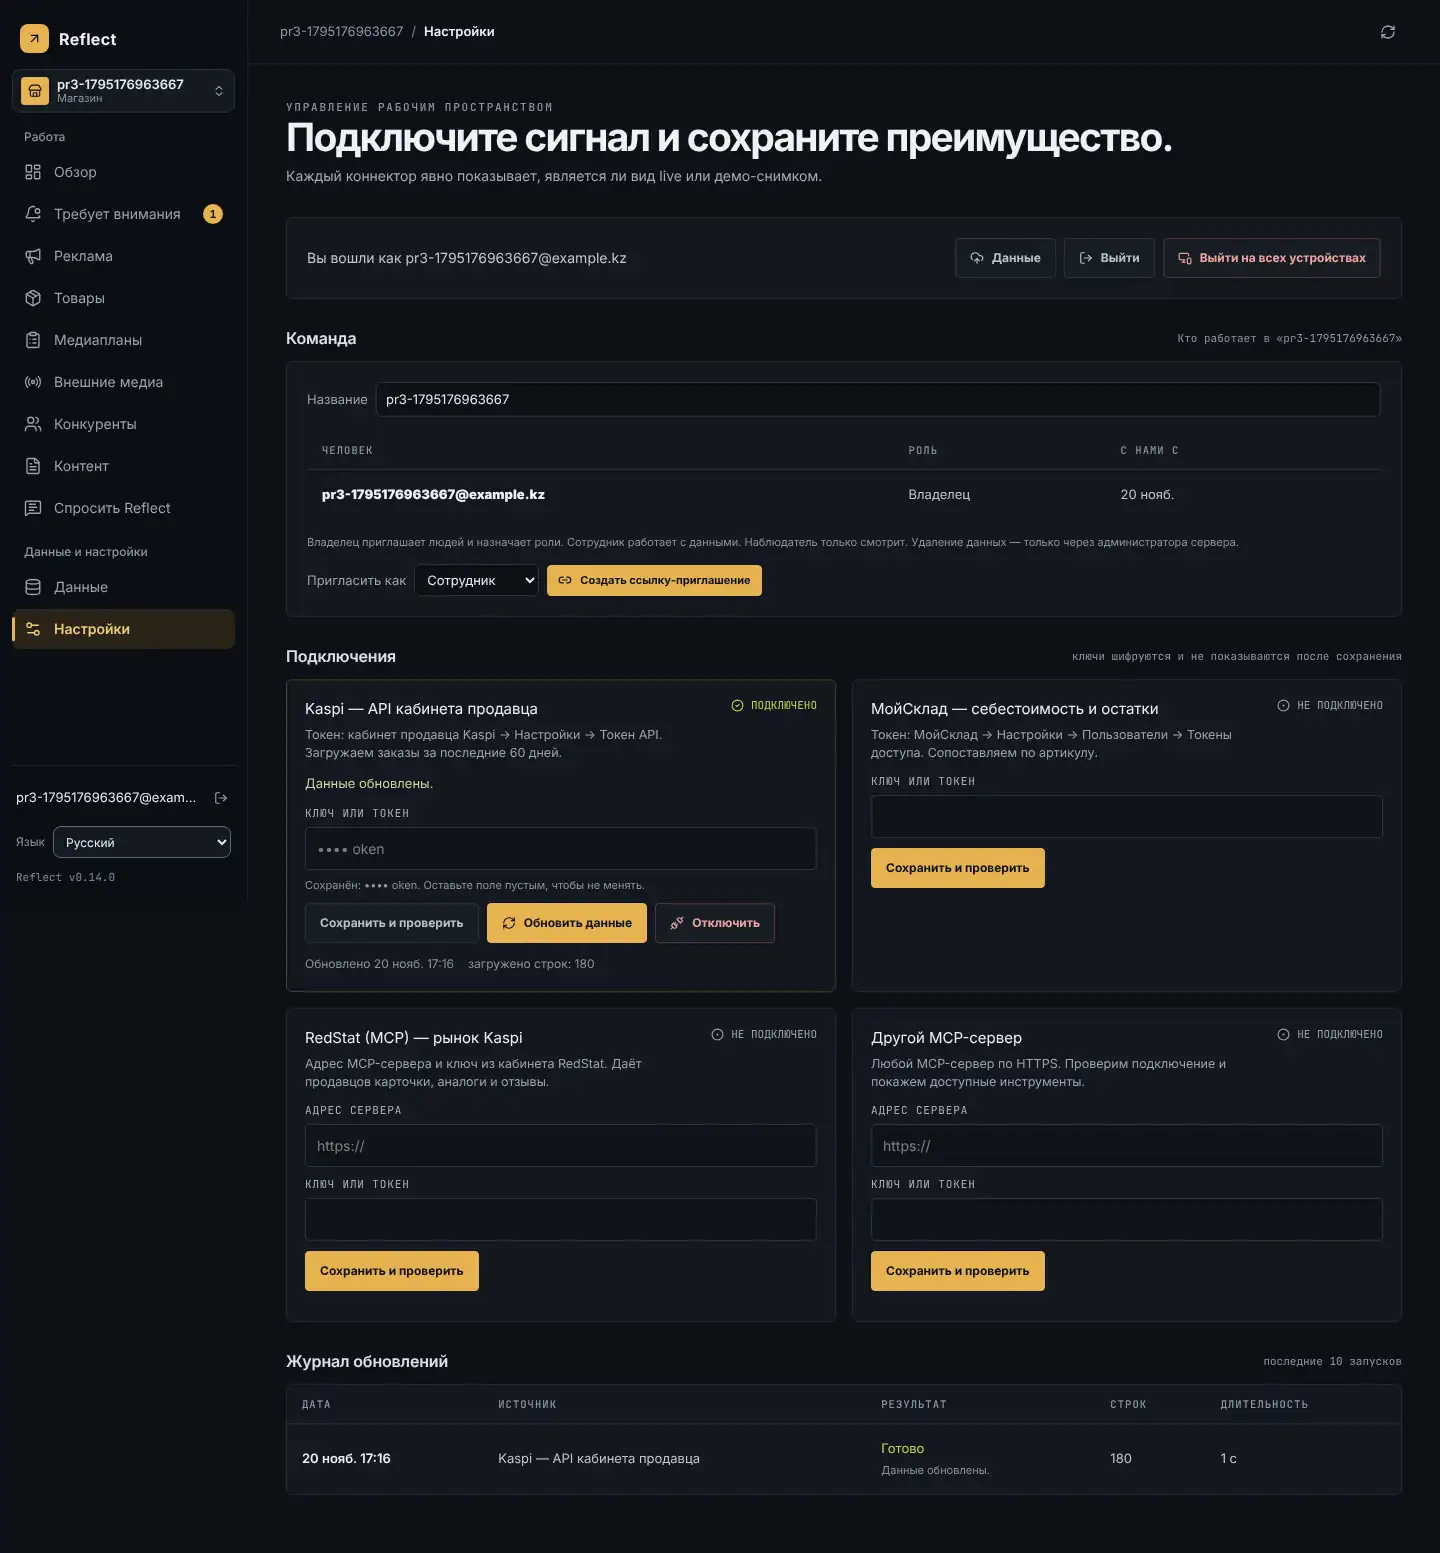 Reflect
pr3-1795176963667
Магазин
Работа
Обзор
Требует внимания 1
Реклама
Товары
Медиапланы
Внешние медиа
Конкуренты
Контент
Спросить Reflect
Данные и настройки
Данные
Настройки
pr3-1795176963667@exam...
Язык Русский
Reflect v0.14.0
pr3-1795176963667 / Настройки
УПРАВЛЕНИЕ РАБОЧИМ ПРОСТРАНСТВОМ
Подключите сигнал и сохраните преимущество.
Каждый коннектор явно показывает, является ли вид live или демо-снимком.
Вы вошли как pr3-1795176963667@example.kz
Данные
Выйти
Выйти на всех устройствах
Команда
Кто работает в «pr3-1795176963667»
Название pr3-1795176963667
ЧЕЛОВЕК РОЛЬ С НАМИ С
pr3-1795176963667@example.kz Владелец 20 нояб.
Владелец приглашает людей и назначает роли. Сотрудник работает с данными. Наблюдатель только смотрит. Удаление данных — только через администратора сервера.
Пригласить как Сотрудник Создать ссылку-приглашение
Подключения
ключи шифруются и не показываются после сохранения
Kaspi — API кабинета продавца
ПОДКЛЮЧЕНО
Токен: кабинет продавца Kaspi → Настройки → Токен API.
Загружаем заказы за последние 60 дней.
Данные обновлены.
КЛЮЧ ИЛИ ТОКЕН
•••• oken
Сохранён: •••• oken. Оставьте поле пустым, чтобы не менять.
Сохранить и проверить
Обновить данные
Отключить
Обновлено 20 нояб. 17:16 загружено строк: 180
МойСклад — себестоимость и остатки
НЕ ПОДКЛЮЧЕНО
Токен: МойСклад → Настройки → Пользователи → Токены
доступа. Сопоставляем по артикулу.
КЛЮЧ ИЛИ ТОКЕН
Сохранить и проверить
RedStat (MCP) — рынок Kaspi
НЕ ПОДКЛЮЧЕНО
Адрес MCP-сервера и ключ из кабинета RedStat. Даёт
продавцов карточки, аналоги и отзывы.
АДРЕС СЕРВЕРА
https://
КЛЮЧ ИЛИ ТОКЕН
Сохранить и проверить
Другой MCP-сервер
НЕ ПОДКЛЮЧЕНО
Любой MCP-сервер по HTTPS. Проверим подключение и
покажем доступные инструменты.
АДРЕС СЕРВЕРА
https://
КЛЮЧ ИЛИ ТОКЕН
Сохранить и проверить
Журнал обновлений
последние 10 запусков
ДАТА ИСТОЧНИК РЕЗУЛЬТАТ СТРОК ДЛИТЕЛЬНОСТЬ
20 нояб. 17:16 Kaspi — API кабинета продавца Готово 180 1 с
Данные обновлены.